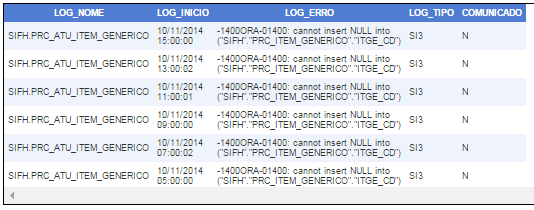 LOG_NOME LOG_INICIO LOG_ERRO LOG_TIPO COMUNICADO
SIFH.PRC_ATU_ITEM_GENERICO 10/11/2014 15:00:00 -1400ORA-01400: cannot insert NULL into ("SIFH"."PRC_ITEM_GENERICO"."ITGE_CD") SI3 N
SIFH.PRC_ATU_ITEM_GENERICO 10/11/2014 13:00:02 -1400ORA-01400: cannot insert NULL into ("SIFH"."PRC_ITEM_GENERICO"."ITGE_CD") SI3 N
SIFH.PRC_ATU_ITEM_GENERICO 10/11/2014 11:00:01 -1400ORA-01400: cannot insert NULL into ("SIFH"."PRC_ITEM_GENERICO"."ITGE_CD") SI3 N
SIFH.PRC_ATU_ITEM_GENERICO 10/11/2014 09:00:00 -1400ORA-01400: cannot insert NULL into ("SIFH"."PRC_ITEM_GENERICO"."ITGE_CD") SI3 N
SIFH.PRC_ATU_ITEM_GENERICO 10/11/2014 07:00:02 -1400ORA-01400: cannot insert NULL into ("SIFH"."PRC_ITEM_GENERICO"."ITGE_CD") SI3 N
SIFH.PRC_ATU_ITEM_GENERICO 10/11/2014 05:00:00 -1400ORA-01400: cannot insert NULL into ("SIFH"."PRC_ITEM_GENERICO"."ITGE_CD") SI3 N